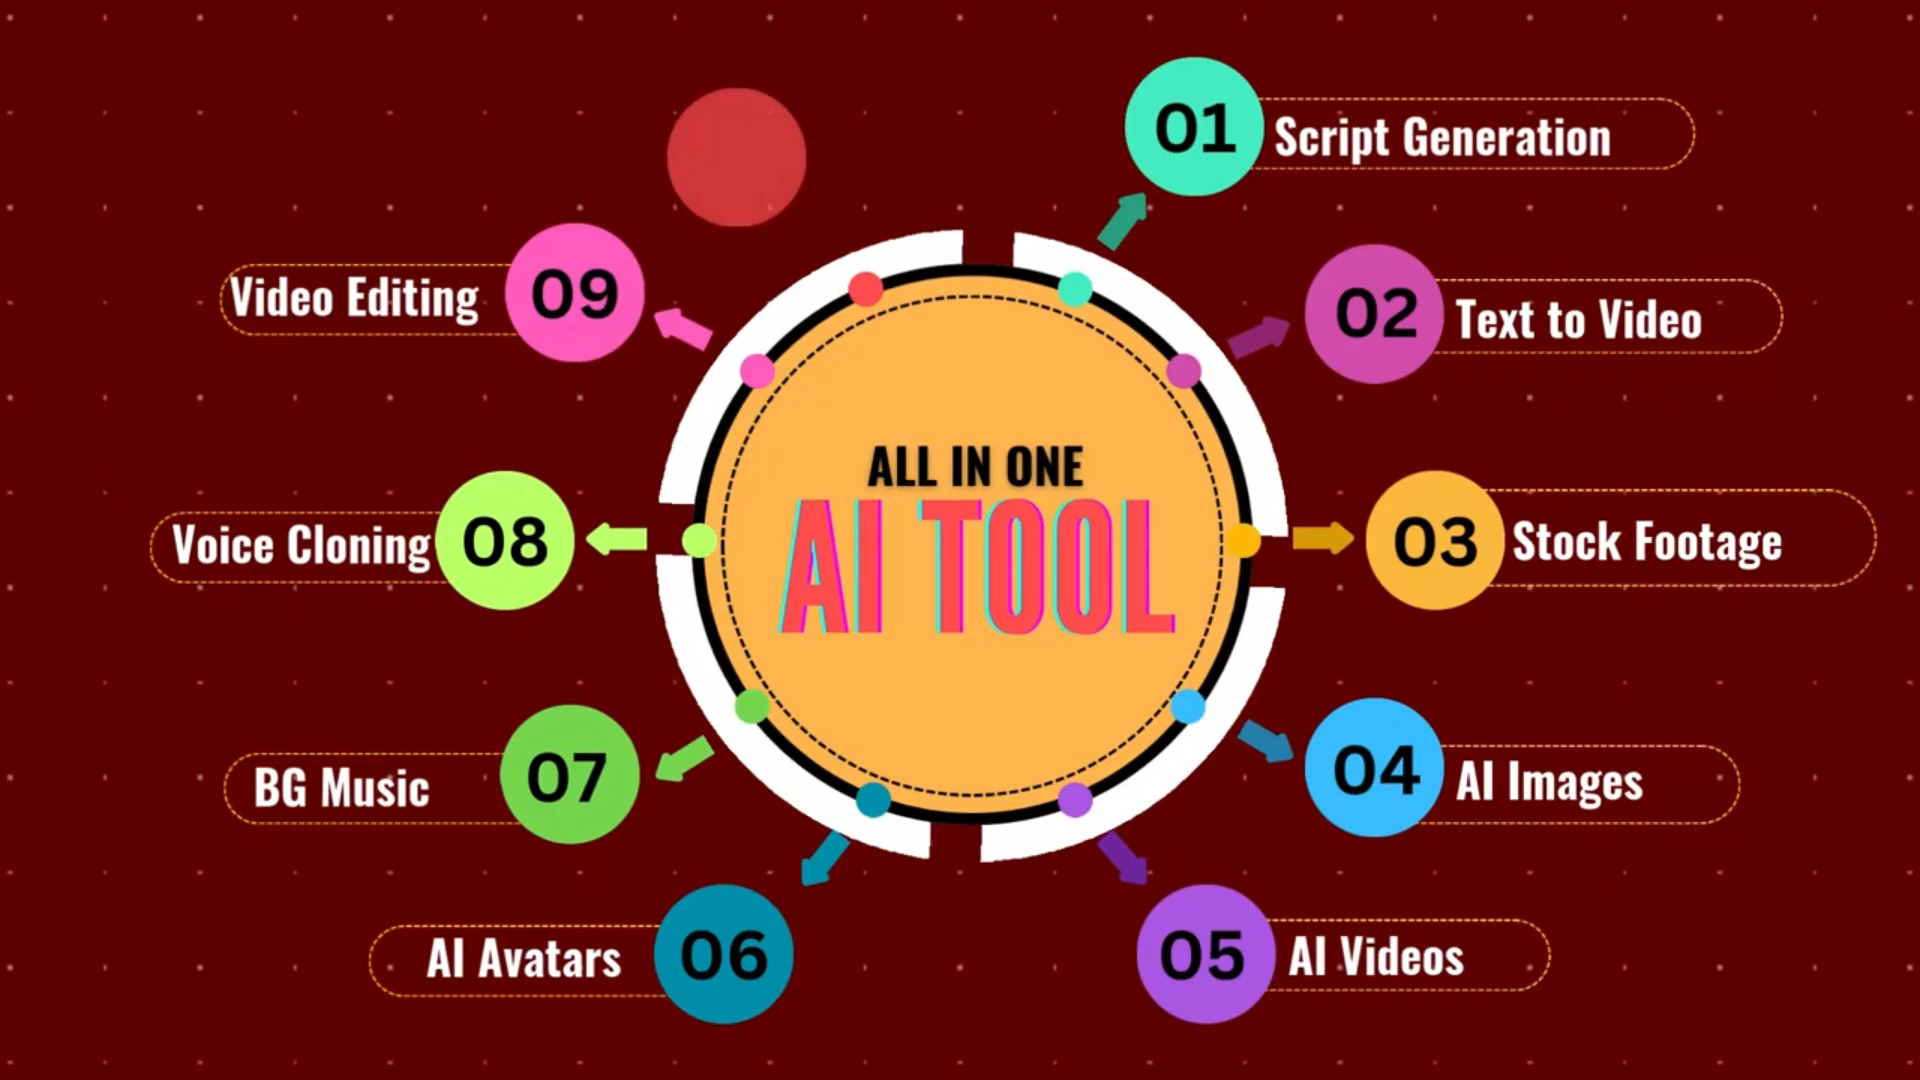 ALL IN ONE
AI TOOL
01 Script Generation
02 Text to Video
03 Stock Footage
04 AI Images
05 AI Videos
06 AI Avatars
07 BG Music
08 Voice Cloning
09 Video Editing